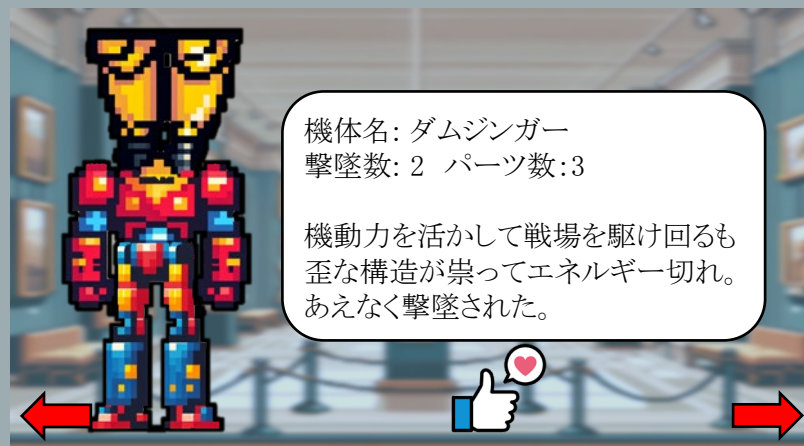 機体名: ダムジンガー
撃墜数: 2 パーツ数:3
機動力を活かして戦場を駆け回るも
歪な構造が祟ってエネルギー切れ。
あえなく撃墜された。